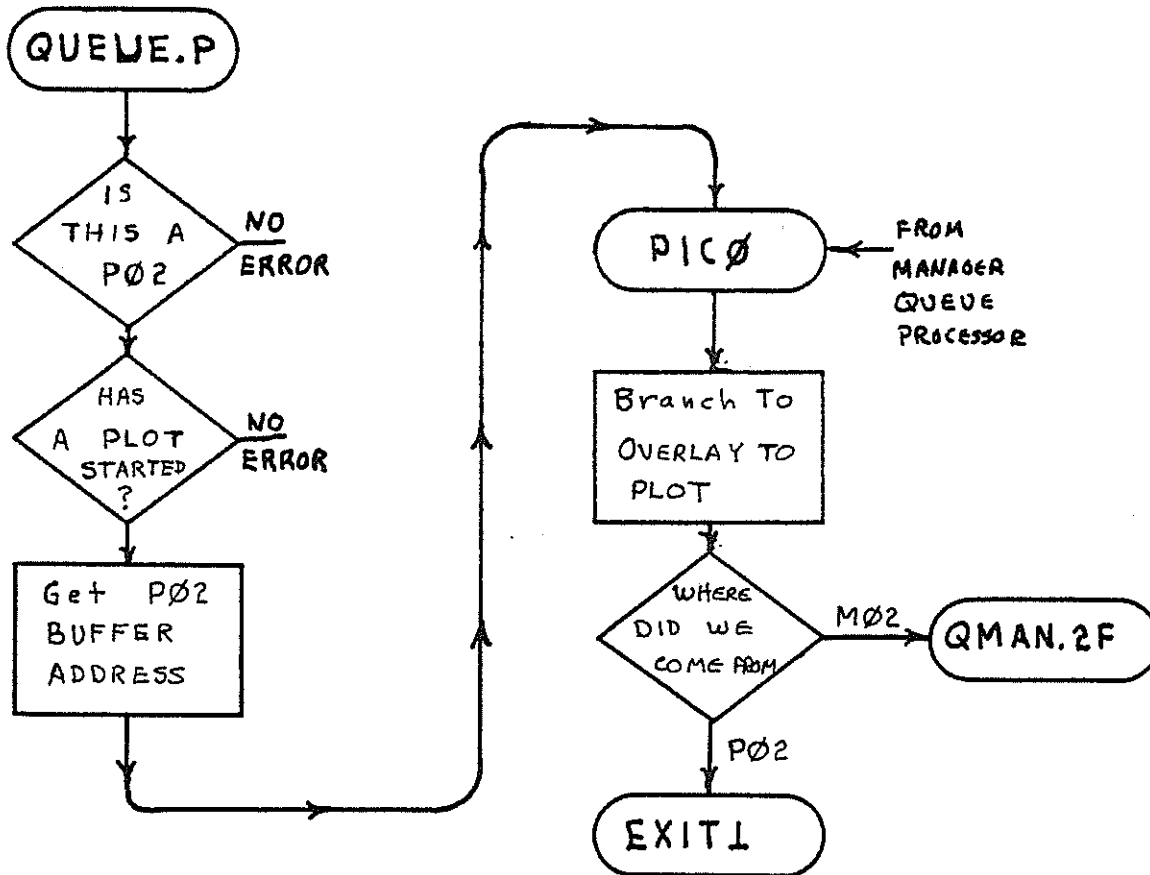 QUEUE.P
IS
THIS A
PØ2
NO
ERROR
HAS
A PLOT
STARTED
?
NO
ERROR
Get PØ2
BUFFER
ADDRESS
PICØ
FROM
MANAGER
QUEUE
PROCESSOR
Branch To
OVERLAY TO
PLOT
WHERE
DID WE
COME FROM
MØ2
QMAN.2F
PØ2
EXIT1